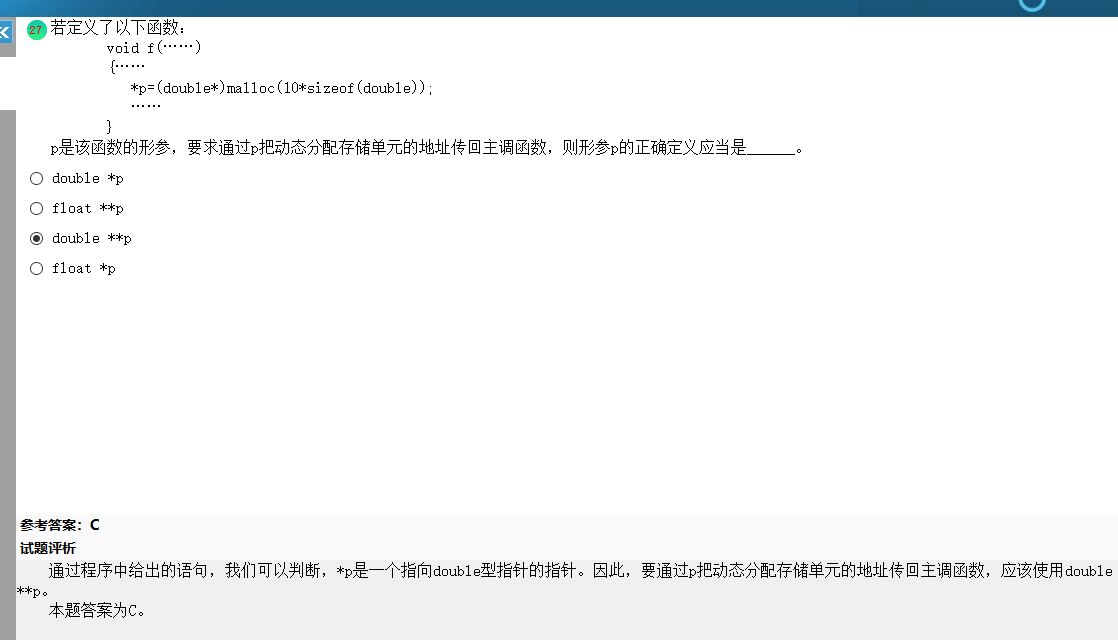 27 若定义了以下函数:
void f(……)
{……
*p=(double*)malloc(10*sizeof(double));
……
}
p是该函数的形参，要求通过p把动态分配存储单元的地址传回主调函数，则形参p的正确定义应当是______。
double *p
float **p
double **p
float *p
参考答案：C
试题评析
通过程序中给出的语句，我们可以判断，*p是一个指向double型指针的指针。因此，要通过p把动态分配存储单元的地址传回主调函数，应该使用double
**p。
本题答案为C。